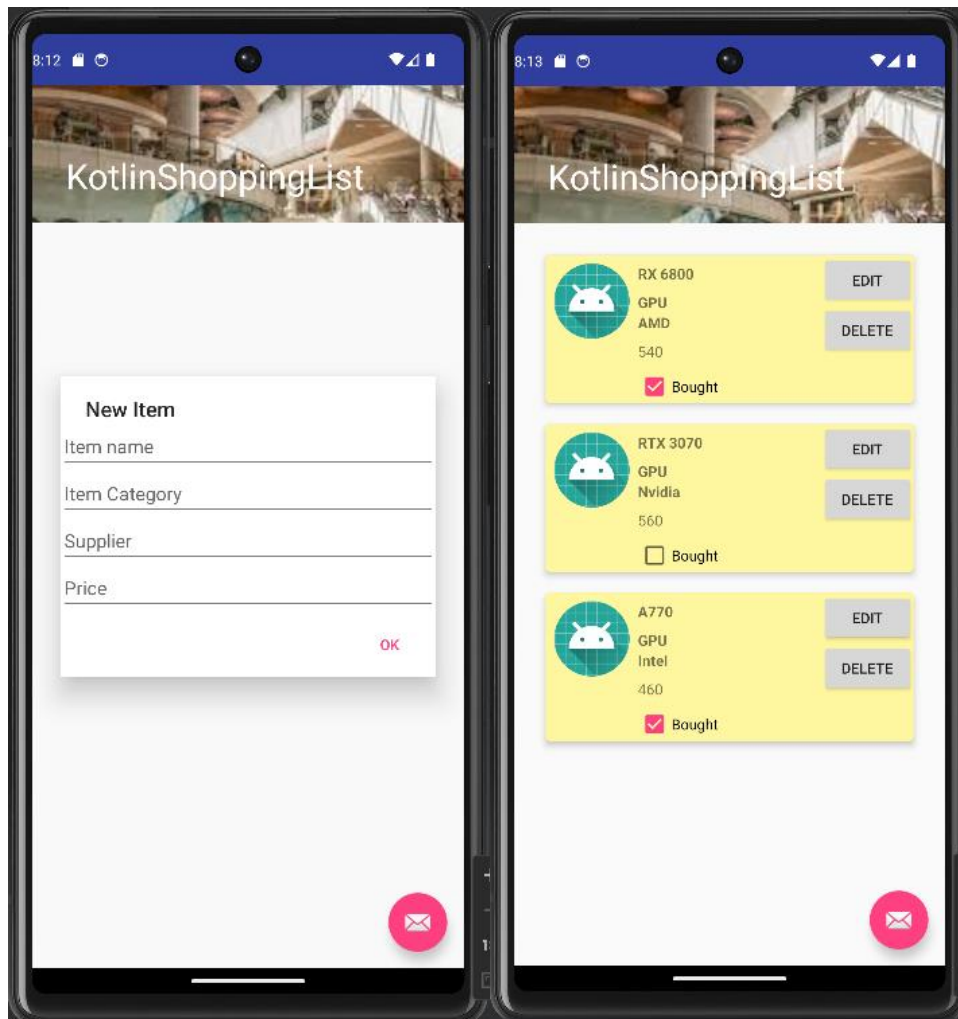 8:12
KotlinShoppingList
New Item
Item name
Item Category
Supplier
Price
OK
8:13
KotlinShoppingList
RX 6800
EDIT
GPU
AMD
DELETE
540
Bought
RTX 3070
EDIT
GPU
Nvidia
DELETE
560
Bought
A770
EDIT
GPU
Intel
DELETE
460
Bought